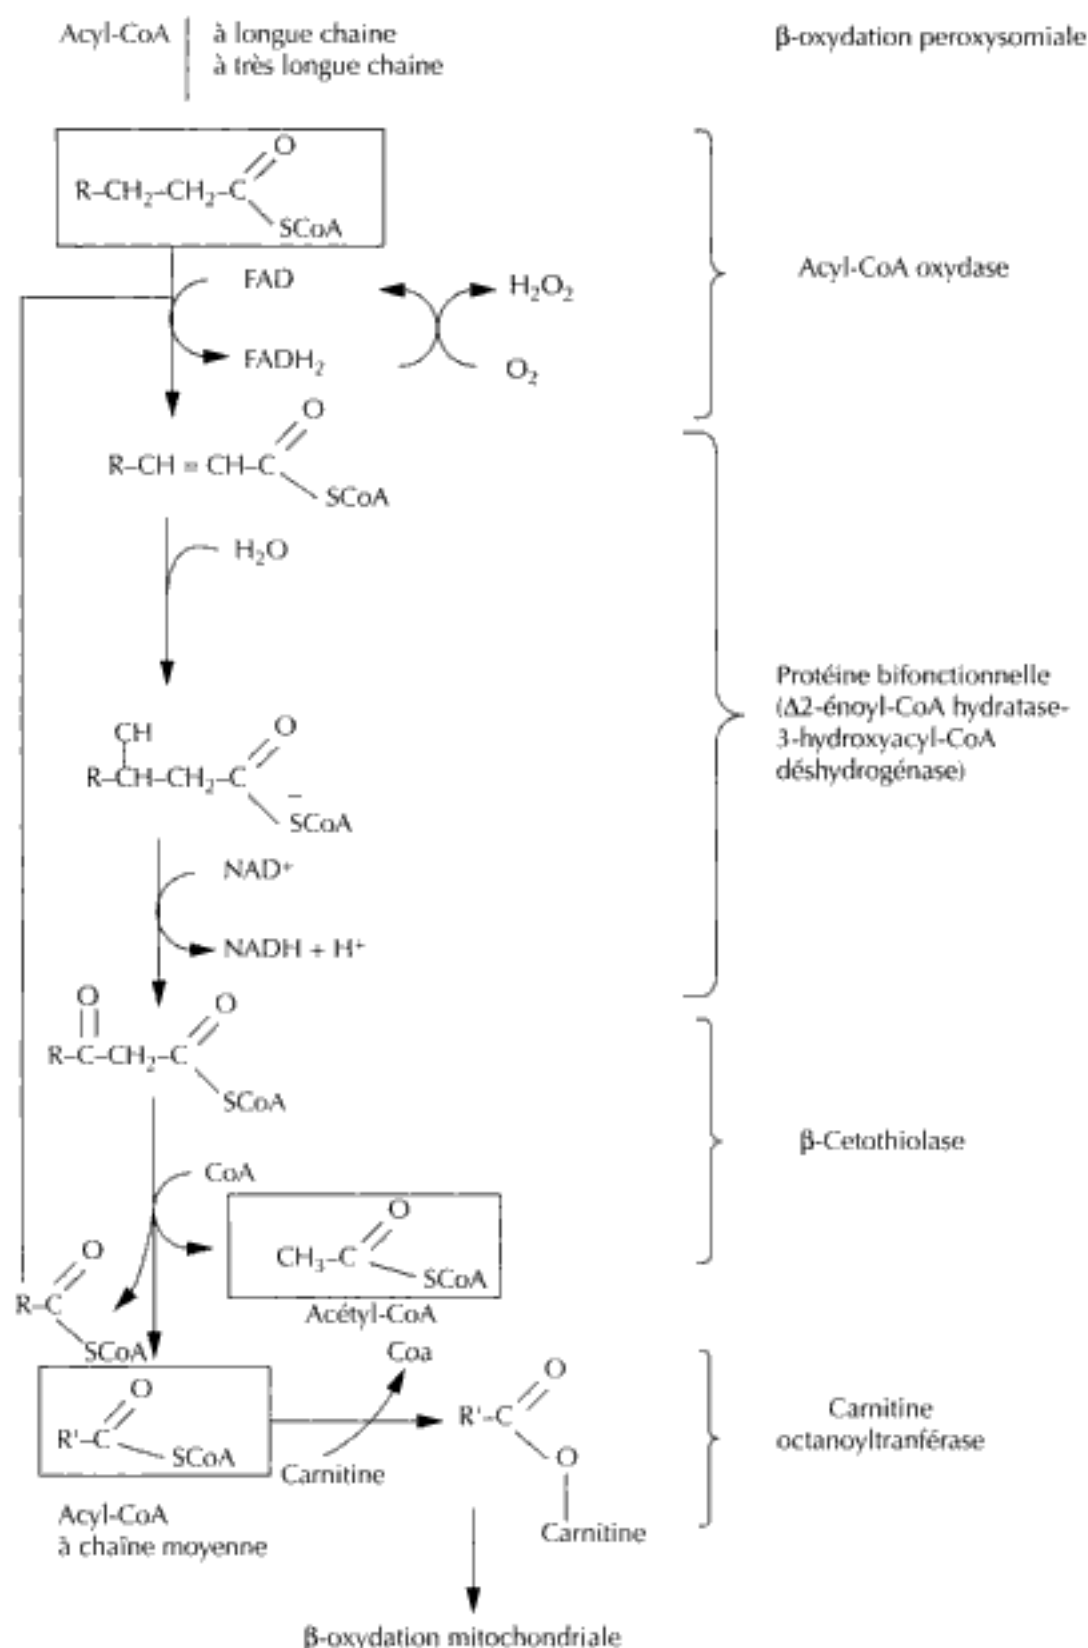 Acyl-CoA
à longue chaine
à très longue chaine
β-oxydation peroxysomiale
O
R–CH₂–CH₂–C
SCoA
Acyl-CoA oxydase
FAD
H₂O₂
FADH₂
O₂
O
R–CH = CH–C
SCoA
H₂O
Protéine bifonctionnelle
(Δ2-énoyl-CoA hydratase-
3-hydroxyacyl-CoA
déshydrogénase)
CH
O
R–CH–CH₂–C
SCoA
NAD⁺
NADH + H⁺
O
O
R–C–CH₂–C
SCoA
β-Cetothiolase
CoA
O
CH₃–C
SCoA
Acétyl-CoA
O
R–C
SCoA
Coa
O
R'–C
SCoA
Carnitine
O
R'–C
O
Carnitine
Carnitine
octanoyltranférase
Acyl-CoA
à chaîne moyenne
β-oxydation mitochondriale